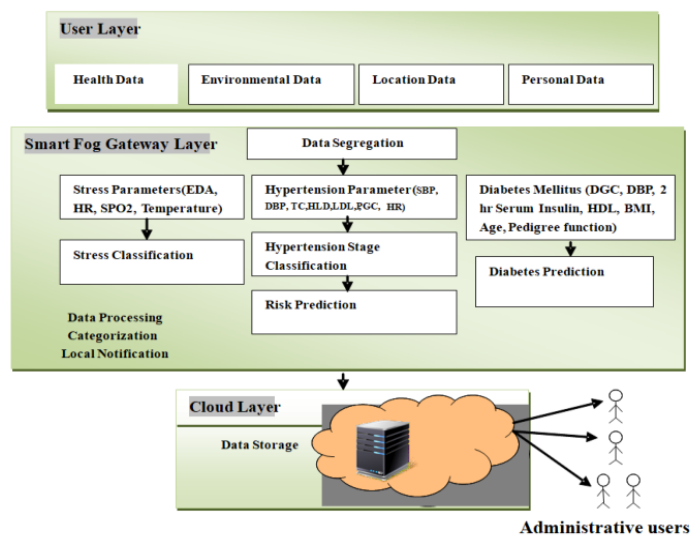 User Layer
Health Data
Environmental Data
Location Data
Personal Data
Smart Fog Gateway Layer
Data Segregation
Stress Parameters(EDA,
HR, SPO2, Temperature)
Hypertension Parameter(SBP,
DBP, TC,HLD,LDL,PGC, HR)
Diabetes Mellitus (DGC, DBP, 2
hr Serum Insulin, HDL, BMI,
Age, Pedigree function)
Stress Classification
Hypertension Stage
Classification
Diabetes Prediction
Risk Prediction
Data Processing
Categorization
Local Notification
Cloud Layer
Data Storage
Administrative users